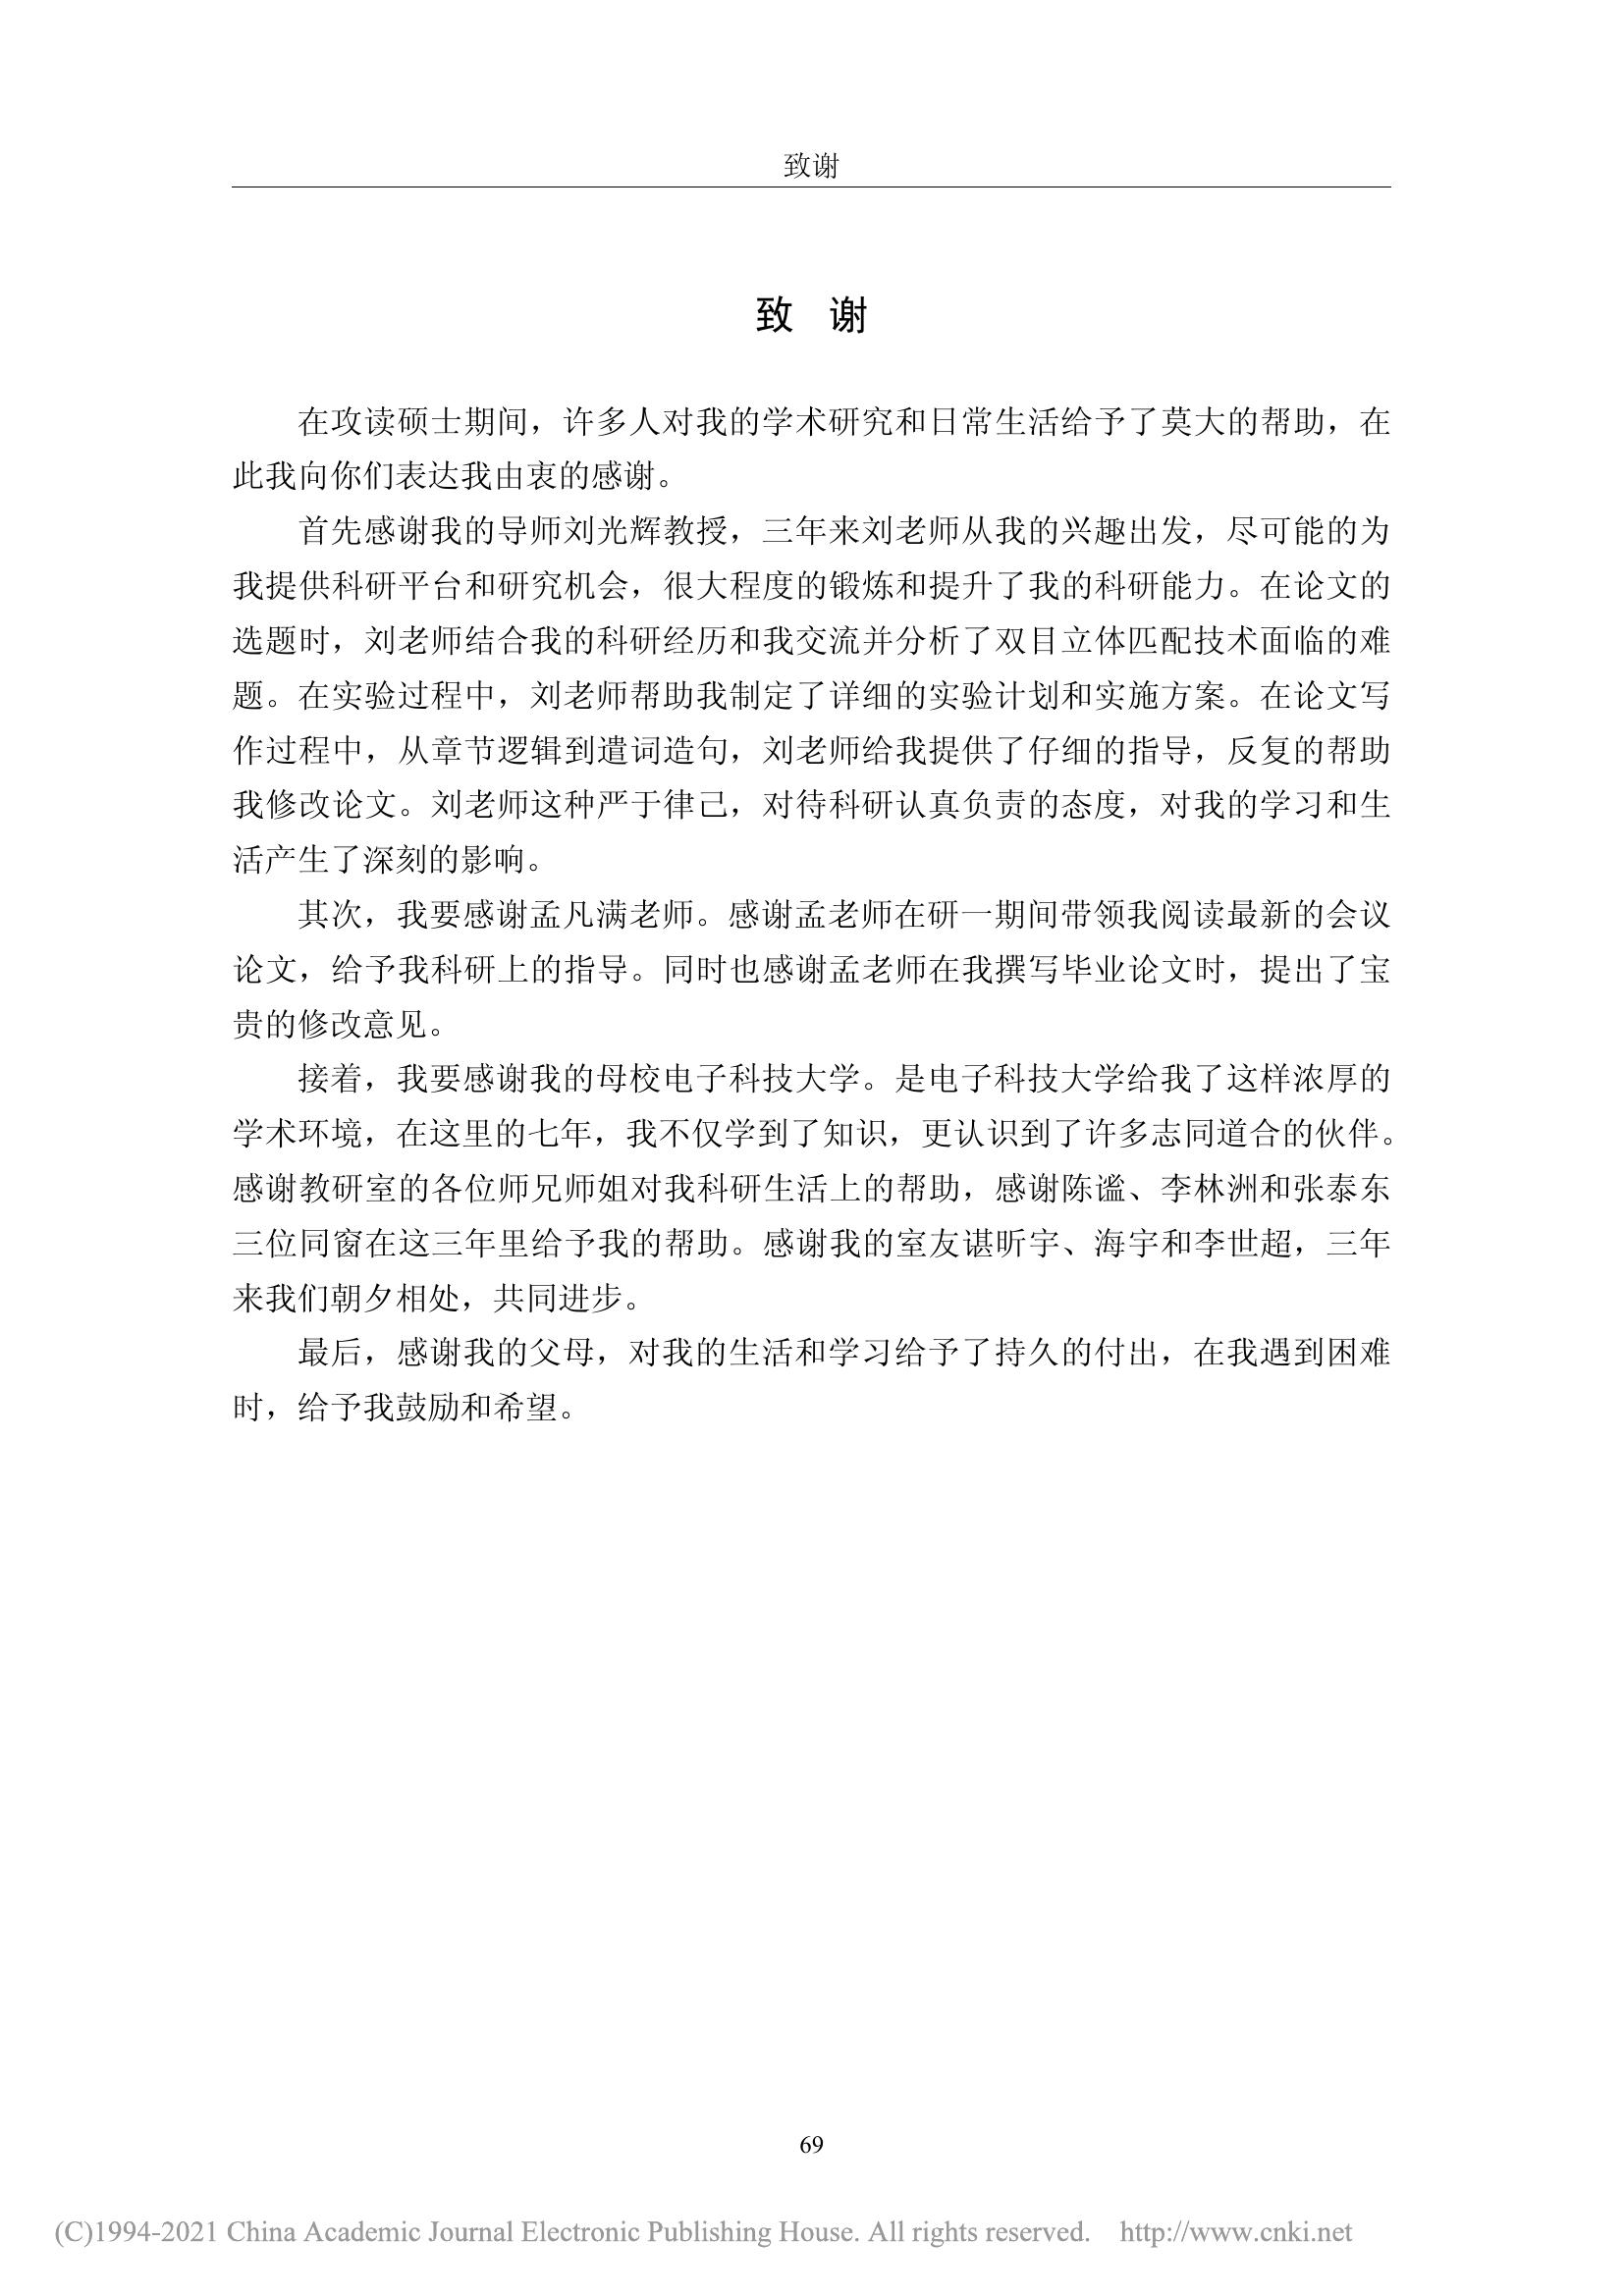 致谢
致 谢
在攻读硕士期间，许多人对我的学术研究和日常生活给予了莫大的帮助，在
此我向你们表达我由衷的感谢。
首先感谢我的导师刘光辉教授，三年来刘老师从我的兴趣出发，尽可能的为
我提供科研平台和研究机会，很大程度的锻炼和提升了我的科研能力。在论文的
选题时，刘老师结合我的科研经历和我交流并分析了双目立体匹配技术面临的难
题。在实验过程中，刘老师帮助我制定了详细的实验计划和实施方案。在论文写
作过程中，从章节逻辑到遣词造句，刘老师给我提供了仔细的指导，反复的帮助
我修改论文。刘老师这种严于律己，对待科研认真负责的态度，对我的学习和生
活产生了深刻的影响。
其次，我要感谢孟凡满老师。感谢孟老师在研一期间带领我阅读最新的会议
论文，给予我科研上的指导。同时也感谢孟老师在我撰写毕业论文时，提出了宝
贵的修改意见。
接着，我要感谢我的母校电子科技大学。是电子科技大学给我了这样浓厚的
学术环境，在这里的七年，我不仅学到了知识，更认识到了许多志同道合的伙伴。
感谢教研室的各位师兄师姐对我科研生活上的帮助，感谢陈谧、李林洲和张泰东
三位同窗在这三年里给予我的帮助。感谢我的室友谌昕宇、海宇和李世超，三年
来我们朝夕相处，共同进步。
最后，感谢我的父母，对我的生活和学习给予了持久的付出，在我遇到困难
时，给予我鼓励和希望。
69
(C)1994-2021 China Academic Journal Electronic Publishing House. All rights reserved. http://www.cnki.net